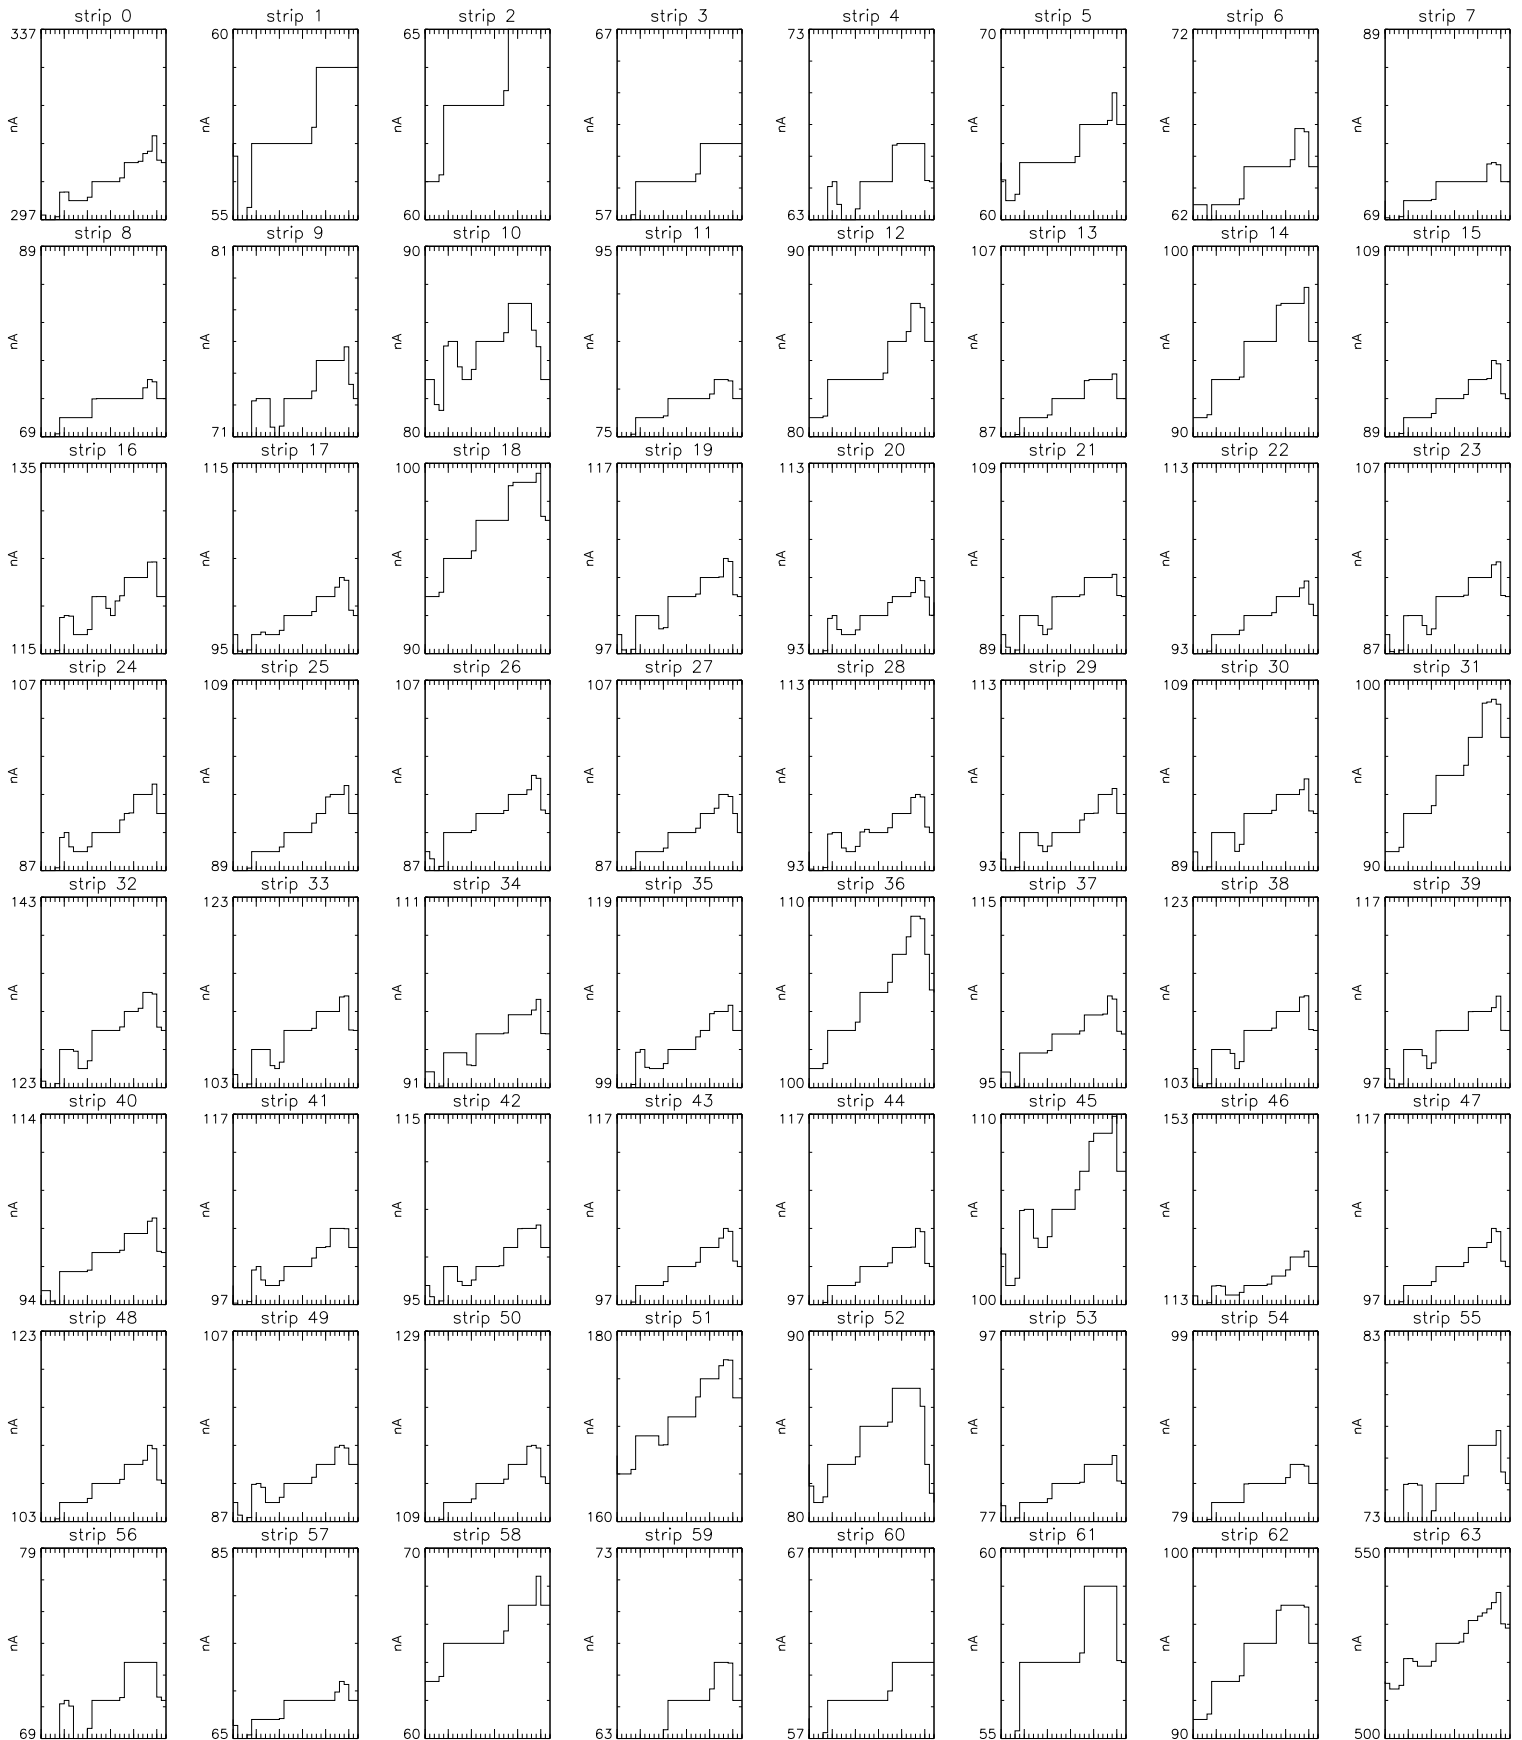 strip 0 strip 1 strip 2 strip 3 strip 4 strip 5 strip 6 strip 7
337 60 65 67 73 70 72 89
nA nA nA nA nA nA nA nA
297 55 60 57 63 60 62 69
strip 8 strip 9 strip 10 strip 11 strip 12 strip 13 strip 14 strip 15
89 81 90 95 90 107 100 109
nA nA nA nA nA nA nA nA
69 71 80 75 80 87 90 89
strip 16 strip 17 strip 18 strip 19 strip 20 strip 21 strip 22 strip 23
135 115 100 117 113 109 113 107
nA nA nA nA nA nA nA nA
115 95 90 97 93 89 93 87
strip 24 strip 25 strip 26 strip 27 strip 28 strip 29 strip 30 strip 31
107 109 107 107 113 113 109 100
nA nA nA nA nA nA nA nA
87 89 87 87 93 93 89 90
strip 32 strip 33 strip 34 strip 35 strip 36 strip 37 strip 38 strip 39
143 123 111 119 110 115 123 117
nA nA nA nA nA nA nA nA
123 103 91 99 100 95 103 97
strip 40 strip 41 strip 42 strip 43 strip 44 strip 45 strip 46 strip 47
114 117 115 117 117 110 153 117
nA nA nA nA nA nA nA nA
94 97 95 97 97 100 113 97
strip 48 strip 49 strip 50 strip 51 strip 52 strip 53 strip 54 strip 55
123 107 129 180 90 97 99 83
nA nA nA nA nA nA nA nA
103 87 109 160 80 77 79 73
strip 56 strip 57 strip 58 strip 59 strip 60 strip 61 strip 62 strip 63
79 85 70 73 67 60 100 550
nA nA nA nA nA nA nA nA
69 65 60 63 57 55 90 500